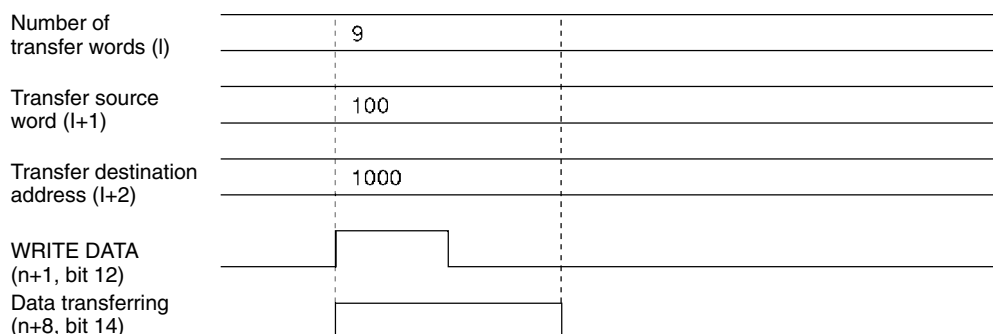 Number of
transfer words (l)
9
Transfer source
word (l+1)
100
Transfer destination
address (l+2)
1000
WRITE DATA
(n+1, bit 12)
Data transferring
(n+8, bit 14)